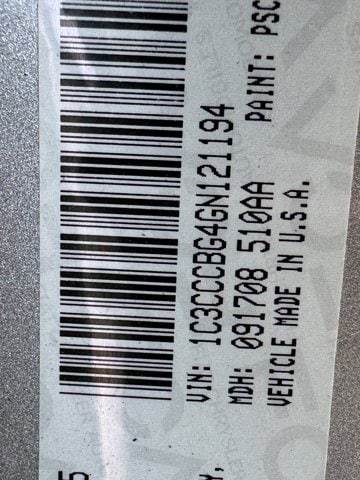 VIN: 1C3CCCBG4GN121194
MDH: 091708 510AA PAINT: PSC
VEHICLE MADE IN U.S.A.